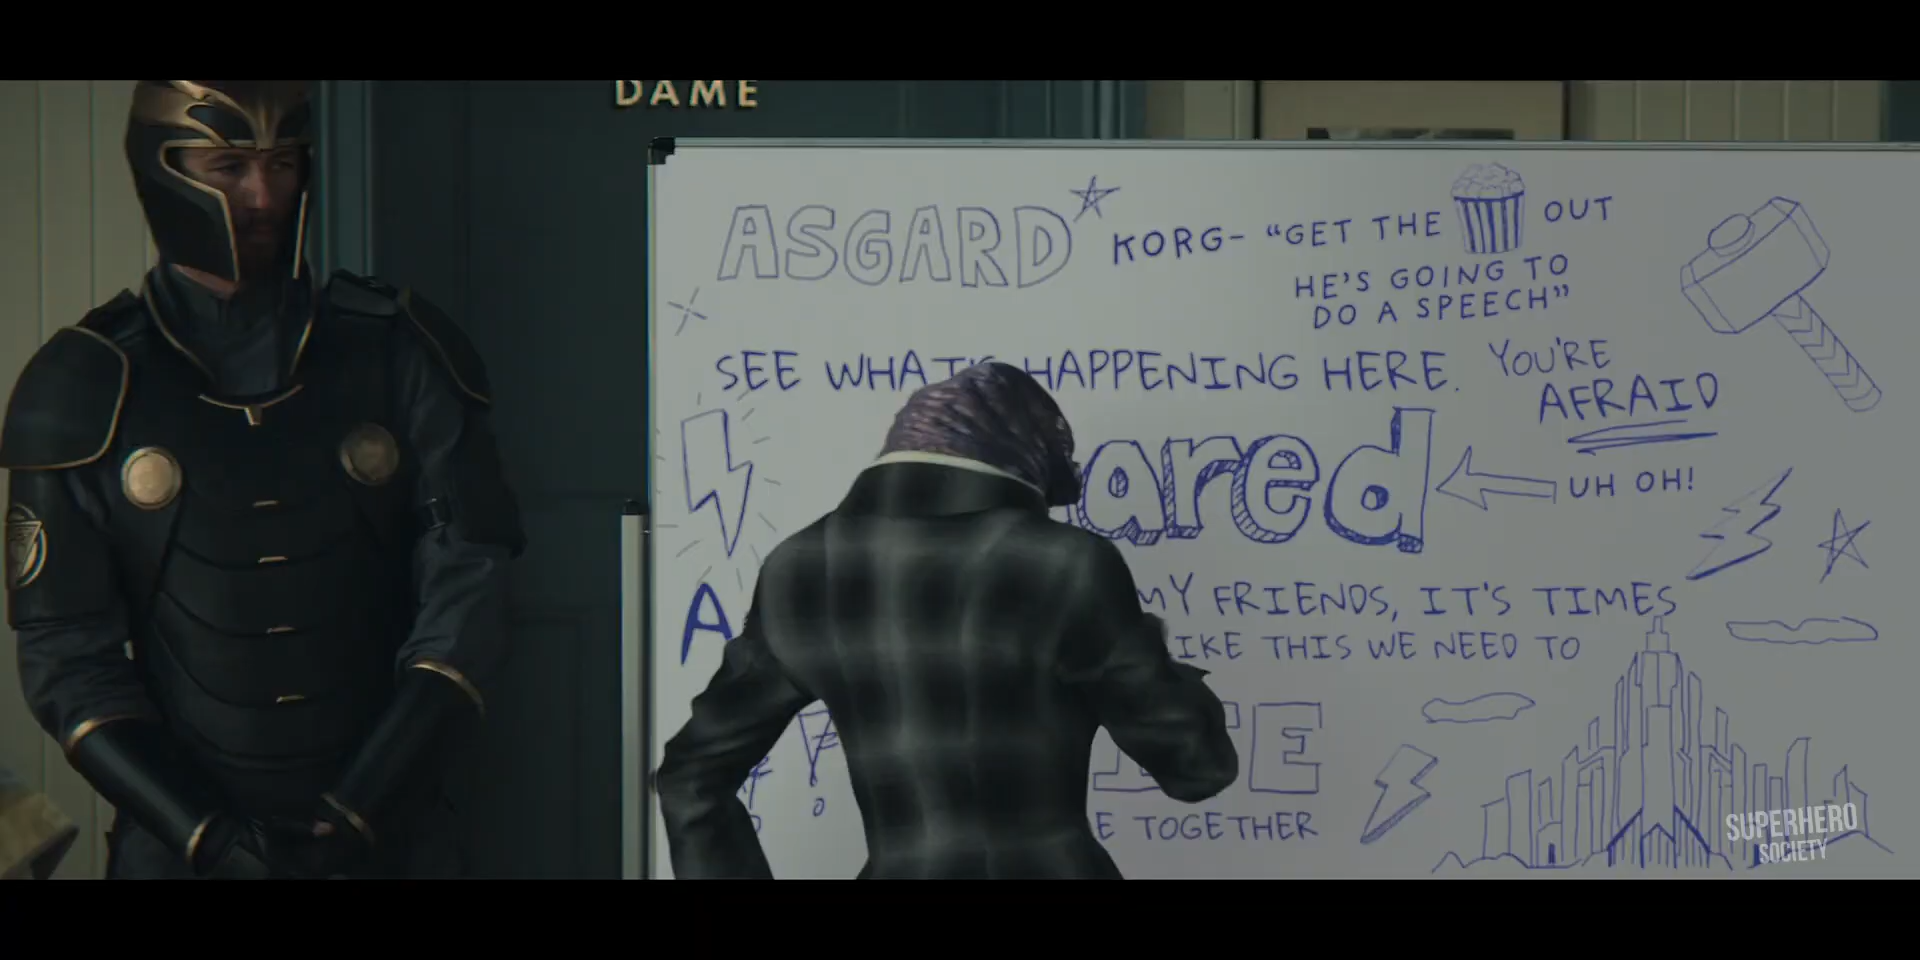 DAME
ASGARD
KORG- "GET THE OUT
HE'S GOING TO
DO A SPEECH"
SEE WHAT'S HAPPENING HERE. YOU'RE
AFRAID
ared
UH OH!
A
MY FRIENDS, IT'S TIMES
IKE THIS WE NEED TO
E
E TOGETHER
SUPERHERO
SOCIETY